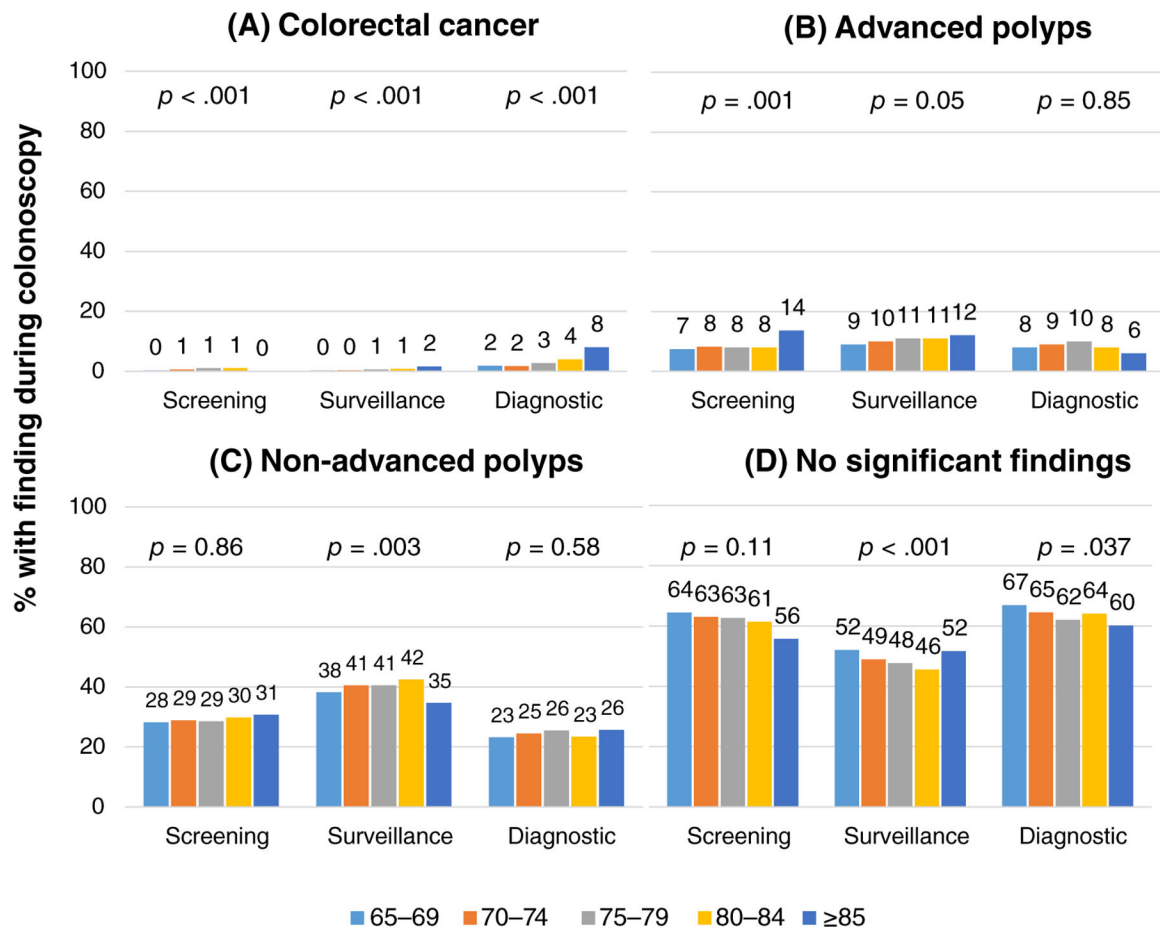 (A) Colorectal cancer
(B) Advanced polyps
% with finding during colonoscopy
100
80
60
40
20
0
p < .001
p < .001
p < .001
0 1 1 1 0
0 0 1 1 2
2 2 3 4 8
Screening
Surveillance
Diagnostic
p = .001
p = 0.05
p = 0.85
7 8 8 8 14
9 10 11 11 12
8 9 10 8 6
Screening
Surveillance
Diagnostic
(C) Non-advanced polyps
(D) No significant findings
100
80
60
40
20
0
p = 0.86
p = .003
p = 0.58
28 29 29 30 31
38 41 41 42 35
23 25 26 23 26
Screening
Surveillance
Diagnostic
p = 0.11
p < .001
p = .037
64 63 63 61 56
52 49 48 46 52
67 65 62 64 60
Screening
Surveillance
Diagnostic
65–69 70–74 75–79 80–84 ≥85